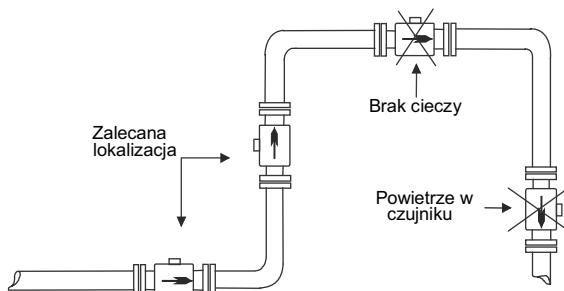 Brak cieczy
Zalecana
lokalizacja
Powietrze w
czujniku